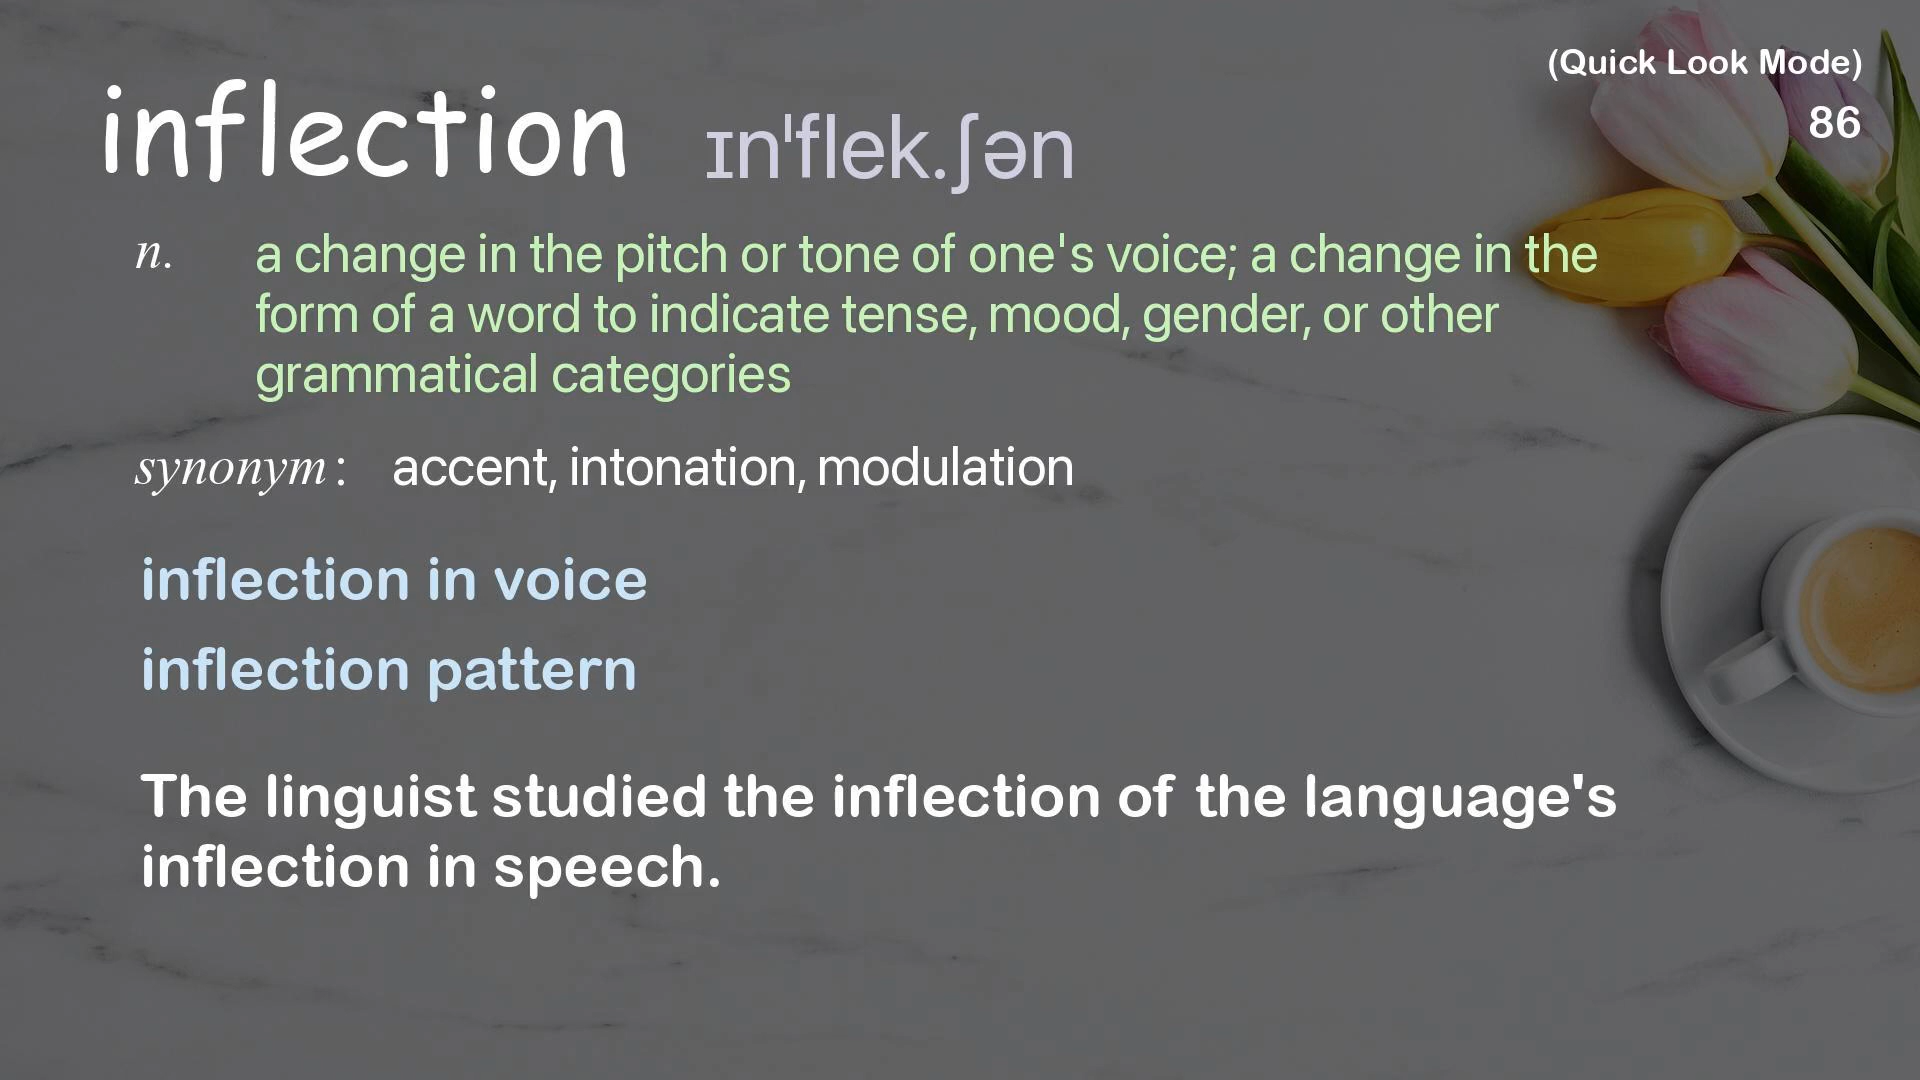 (Quick Look Mode)
86
inflection ɪnˈflek.ʃən
n. a change in the pitch or tone of one's voice; a change in the
form of a word to indicate tense, mood, gender, or other
grammatical categories
synonym: accent, intonation, modulation
inflection in voice
inflection pattern
The linguist studied the inflection of the language's
inflection in speech.